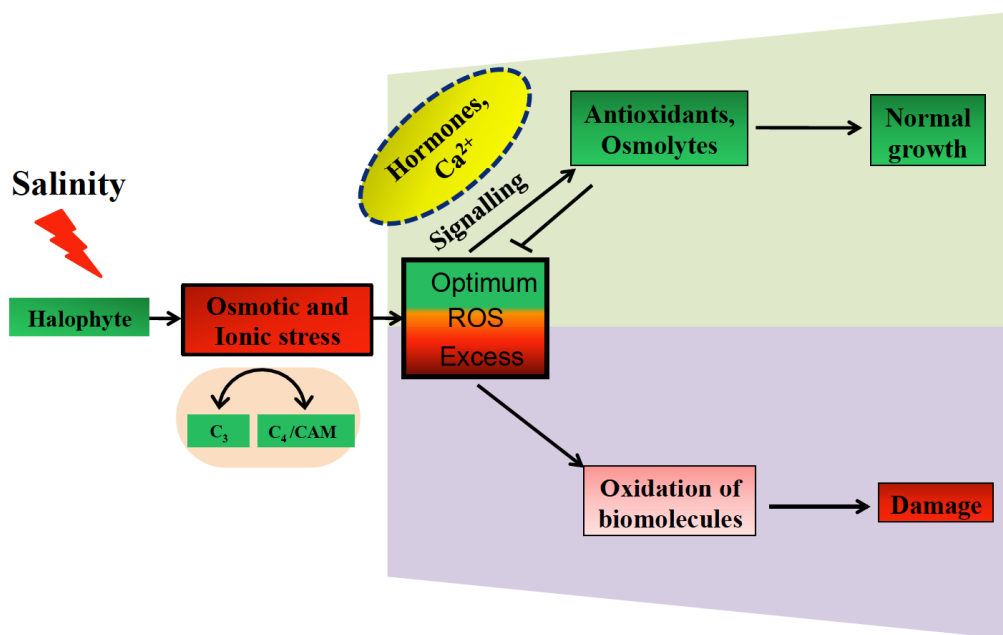 Salinity
Halophyte
Osmotic and
Ionic stress
C₃
C₄/CAM
Hormones,
Ca²⁺
Signalling
Optimum
ROS
Excess
Antioxidants,
Osmolytes
Normal
growth
Oxidation of
biomolecules
Damage